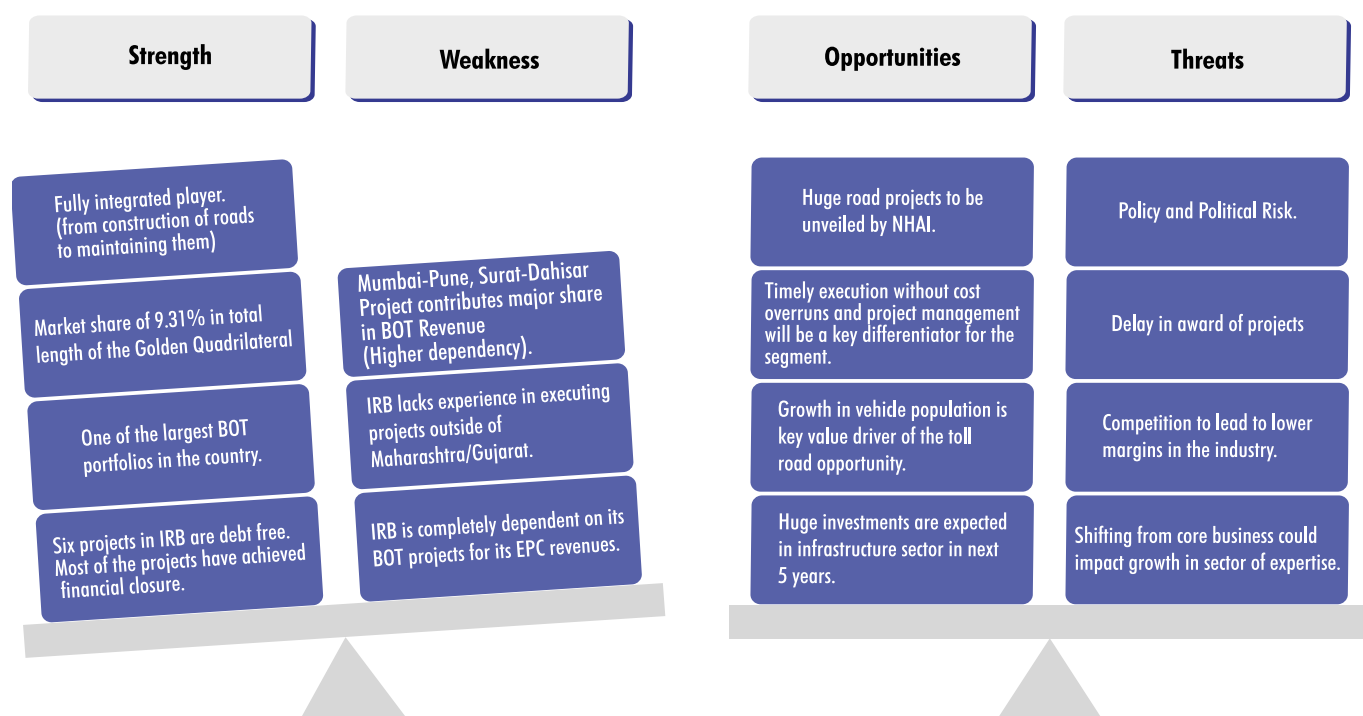 Strength
Fully integrated player.
(from construction of roads
to maintaining them)
Market share of 9.31% in total
length of the Golden Quadrilateral
One of the largest BOT
portfolios in the country.
Six projects in IRB are debt free.
Most of the projects have achieved
financial closure.
Weakness
Mumbai-Pune, Surat-Dahisar
Project contributes major share
in BOT Revenue
(Higher dependency).
IRB lacks experience in executing
projects outside of
Maharashtra/Gujarat.
IRB is completely dependent on its
BOT projects for its EPC revenues.
Opportunities
Huge road projects to be
unveiled by NHAI.
Timely execution without cost
overruns and project management
will be a key differentiator for the
segment.
Growth in vehicle population is
key value driver of the toll
road opportunity.
Huge investments are expected
in infrastructure sector in next
5 years.
Threats
Policy and Political Risk.
Delay in award of projects
Competition to lead to lower
margins in the industry.
Shifting from core business could
impact growth in sector of expertise.